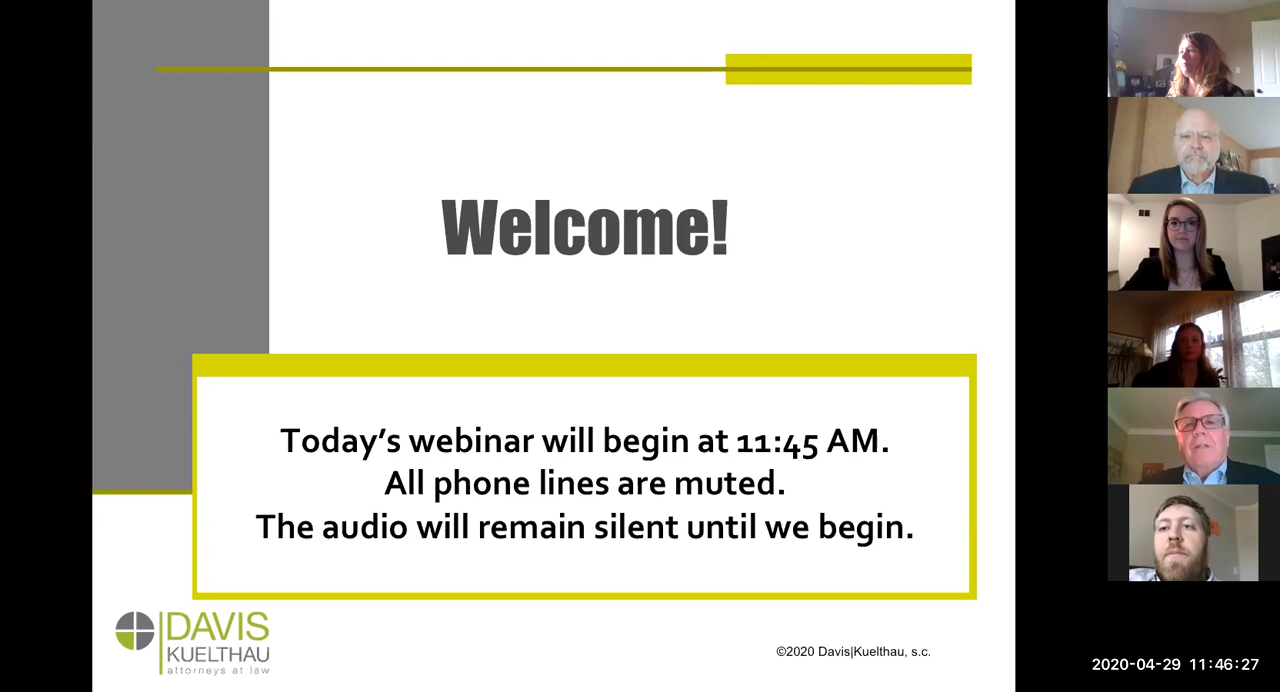 Welcome!
Today's webinar will begin at 11:45 AM.
All phone lines are muted.
The audio will remain silent until we begin.
DAVIS
KUELTHAU
attorneys at law
©2020 Davis|Kuelthau, s.c.
2020-04-29 11:46:27